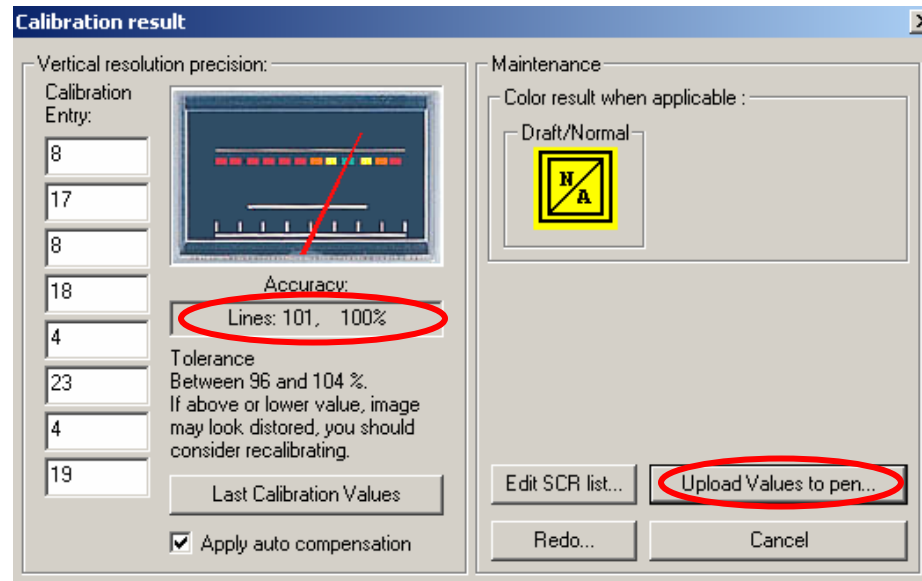 Calibration result
Vertical resolution precision:
Calibration
Entry:
8
17
8
18
4
23
4
19
Accuracy:
Lines: 101, 100%
Tolerance
Between 96 and 104 %.
If above or lower value, image
may look distored, you should
consider recalibrating.
Last Calibration Values
Apply auto compensation
Maintenance
Color result when applicable :
Draft/Normal
N
A
Edit SCR list...
Upload Values to pen...
Redo...
Cancel